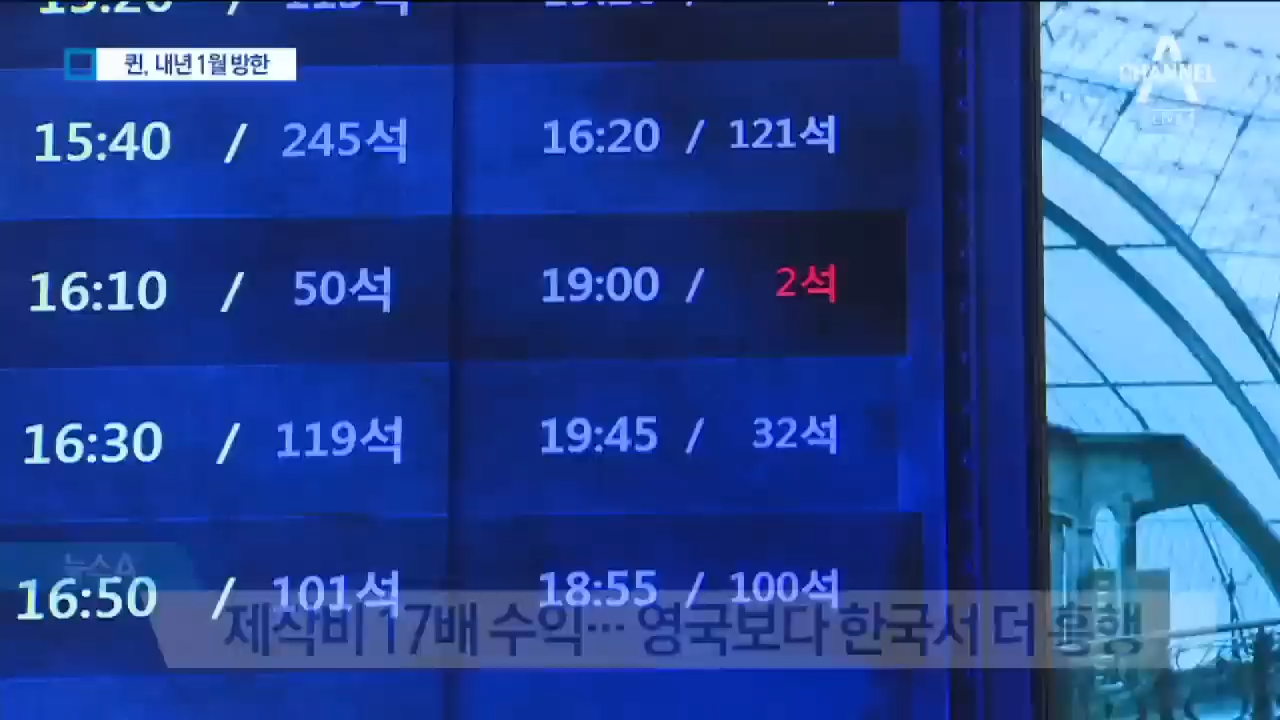 퀸, 내년 1월 방한
CHANNEL A
15:40 / 245석 16:20 / 121석
16:10 / 50석 19:00 / 2석
16:30 / 119석 19:45 / 32석
뉴스A
16:50 / 101석 18:55 / 100석
제작비 17배 수익… 영국보다 한국서 더 흥행